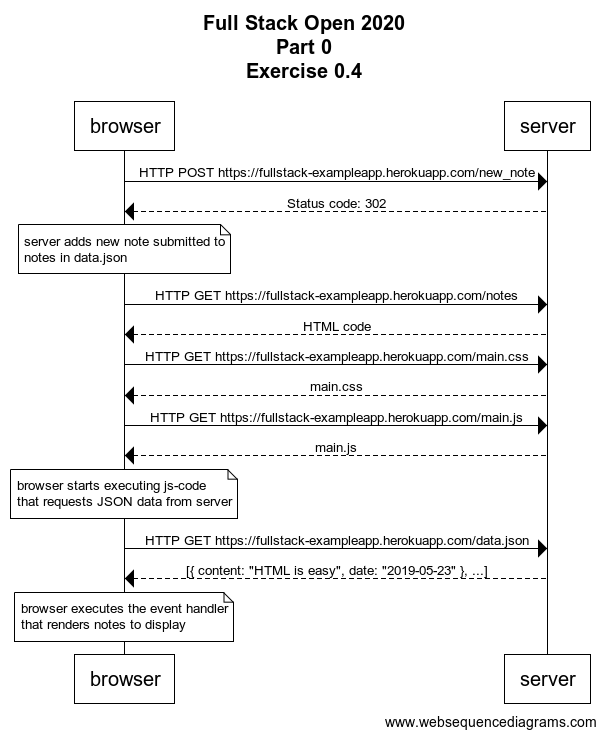 Full Stack Open 2020
Part 0
Exercise 0.4
browser
server
HTTP POST https://fullstack-exampleapp.herokuapp.com/new_note
Status code: 302
server adds new note submitted to
notes in data.json
HTTP GET https://fullstack-exampleapp.herokuapp.com/notes
HTML code
HTTP GET https://fullstack-exampleapp.herokuapp.com/main.css
main.css
HTTP GET https://fullstack-exampleapp.herokuapp.com/main.js
main.js
browser starts executing js-code
that requests JSON data from server
HTTP GET https://fullstack-exampleapp.herokuapp.com/data.json
[{ content: "HTML is easy", date: "2019-05-23" }, ...]
browser executes the event handler
that renders notes to display
browser
server
www.websequencediagrams.com